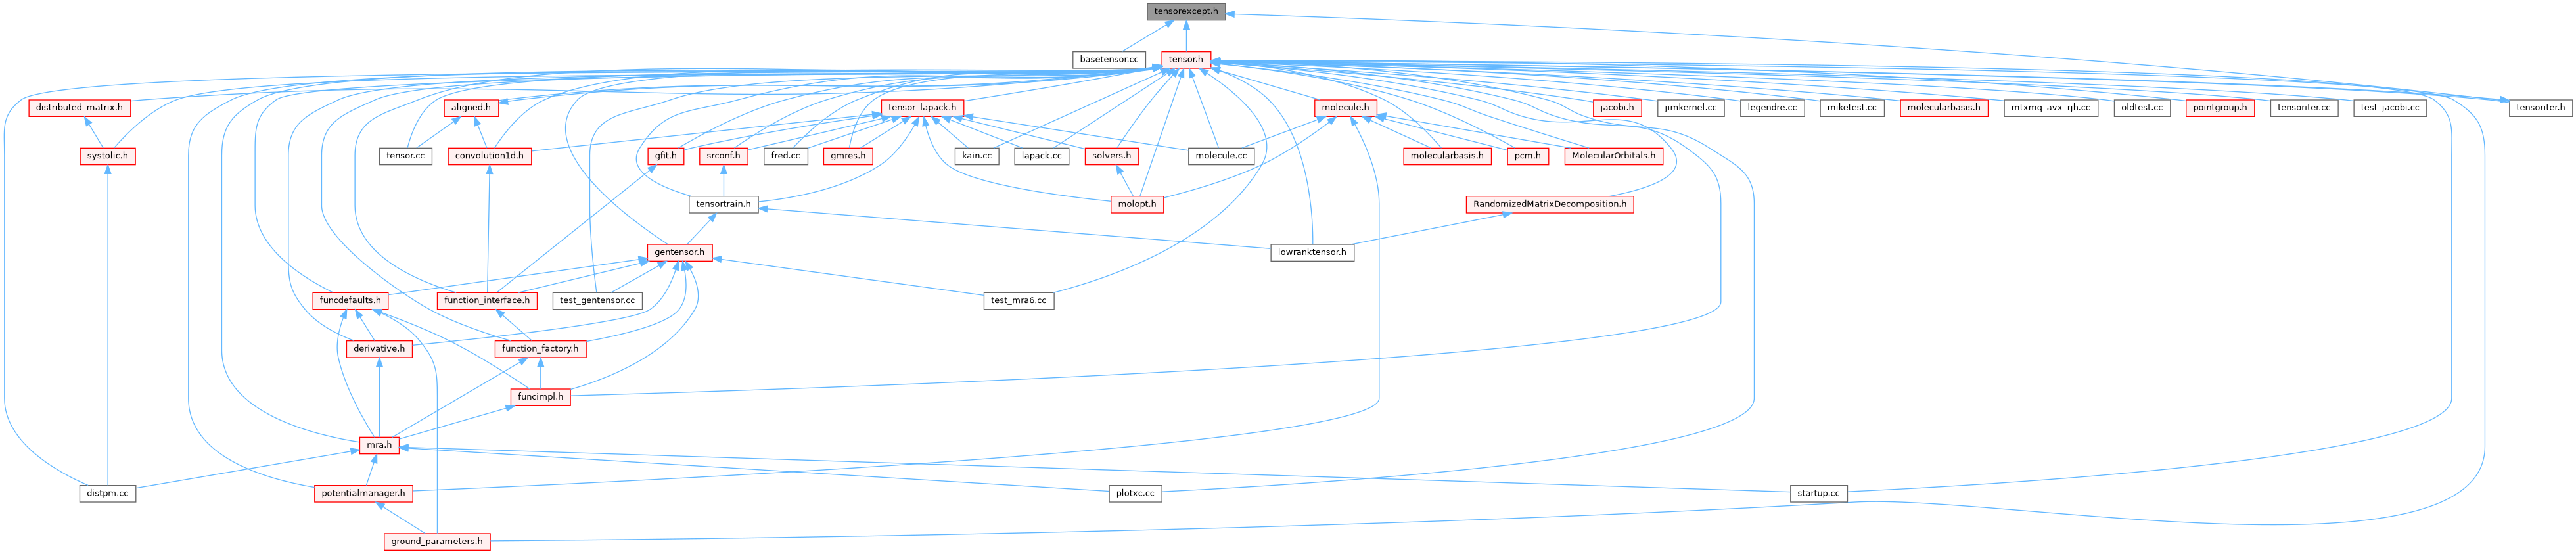 tensorexcept.h
basetensor.cc
tensor.h
distributed_matrix.h
aligned.h
tensor_lapack.h
molecule.h
jacobi.h
jimkernel.cc
legendre.cc
miketest.cc
molecularbasis.h
mtxmq_avx_rjh.cc
oldtest.cc
pointgroup.h
tensoriter.cc
test_jacobi.cc
tensoriter.h
systolic.h
tensor.cc
convolution1d.h
gfit.h
srconf.h
fred.cc
gmres.h
kain.cc
lapack.cc
solvers.h
molecule.cc
molecularbasis.h
pcm.h
MolecularOrbitals.h
tensortrain.h
molopt.h
RandomizedMatrixDecomposition.h
gentensor.h
lowranktensor.h
funcdefaults.h
function_interface.h
test_gentensor.cc
test_mra6.cc
derivative.h
function_factory.h
funcimpl.h
mra.h
distpm.cc
potentialmanager.h
plotxc.cc
startup.cc
ground_parameters.h